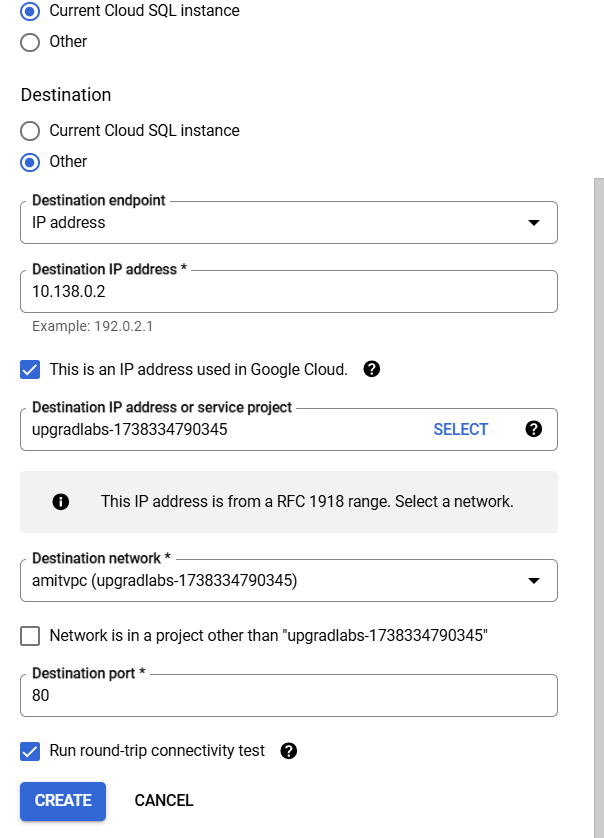 Current Cloud SQL instance
Other
Destination
Current Cloud SQL instance
Other
Destination endpoint
IP address
Destination IP address *
10.138.0.2
Example: 192.0.2.1
This is an IP address used in Google Cloud. ?
Destination IP address or service project
upgradlabs-1738334790345 SELECT ?
This IP address is from a RFC 1918 range. Select a network.
Destination network *
amitvpc (upgradlabs-1738334790345)
Network is in a project other than "upgradlabs-1738334790345"
Destination port *
80
Run round-trip connectivity test ?
CREATE CANCEL